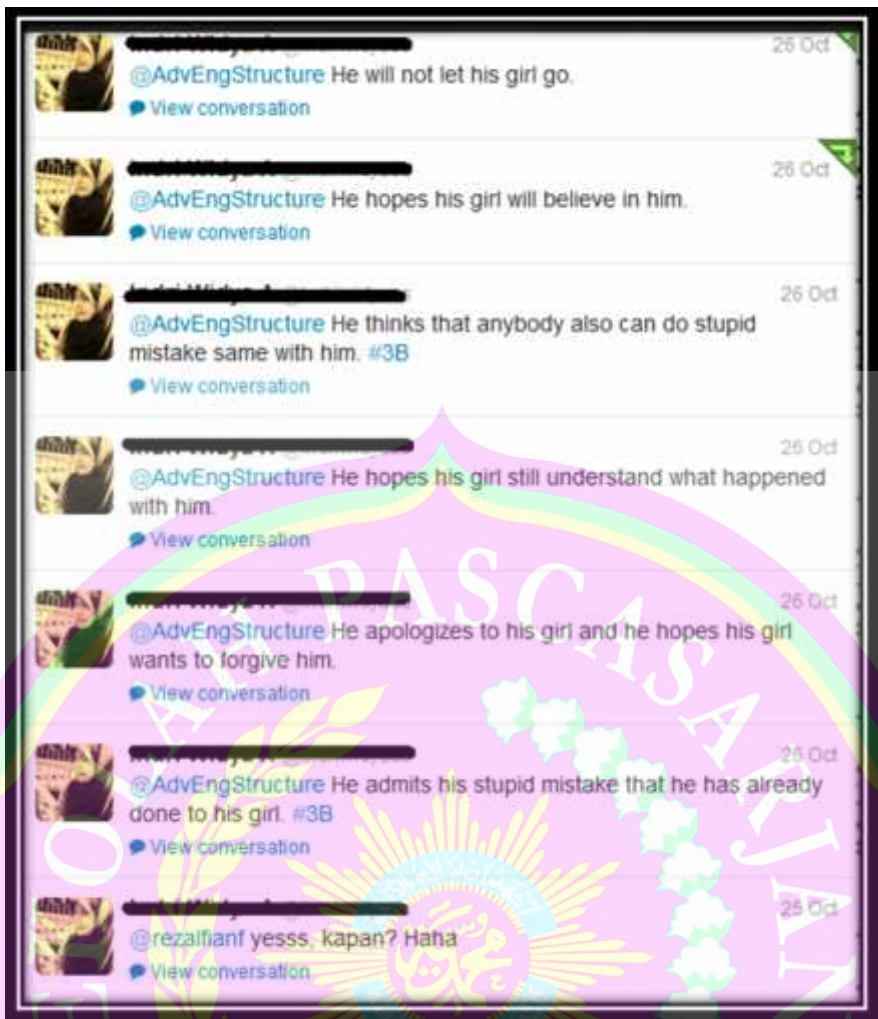 26 Oct
@AdvEngStructure He will not let his girl go.
View conversation
26 Oct
@AdvEngStructure He hopes his girl will believe in him.
View conversation
26 Oct
@AdvEngStructure He thinks that anybody also can do stupid
mistake same with him. #3B
View conversation
26 Oct
@AdvEngStructure He hopes his girl still understand what happened
with him.
View conversation
26 Oct
@AdvEngStructure He apologizes to his girl and he hopes his girl
wants to forgive him.
View conversation
26 Oct
@AdvEngStructure He admits his stupid mistake that he has already
done to his girl. #3B
View conversation
25 Oct
@rezalfianf yesss, kapan? Haha
View conversation
OLAH PASCASARJAN